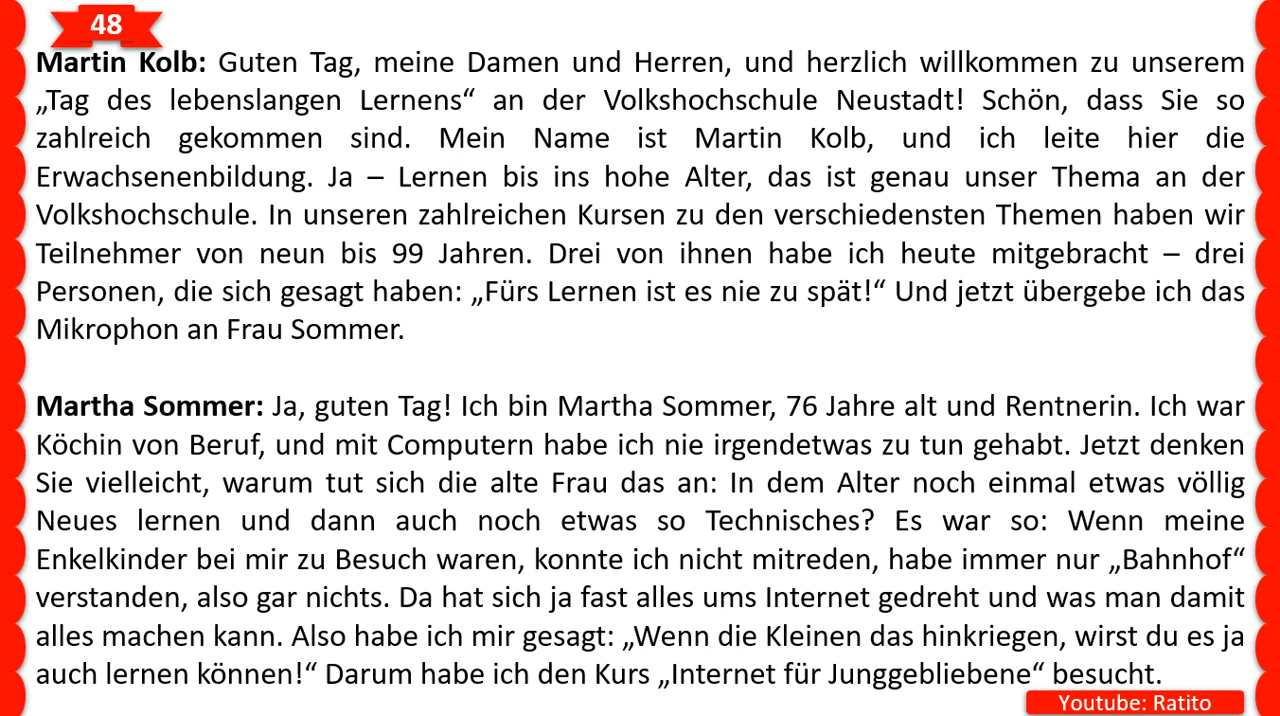 48
Martin Kolb: Guten Tag, meine Damen und Herren, und herzlich willkommen zu unserem
„Tag des lebenslangen Lernens“ an der Volkshochschule Neustadt! Schön, dass Sie so
zahlreich gekommen sind. Mein Name ist Martin Kolb, und ich leite hier die
Erwachsenenbildung. Ja – Lernen bis ins hohe Alter, das ist genau unser Thema an der
Volkshochschule. In unseren zahlreichen Kursen zu den verschiedensten Themen haben wir
Teilnehmer von neun bis 99 Jahren. Drei von ihnen habe ich heute mitgebracht – drei
Personen, die sich gesagt haben: „Fürs Lernen ist es nie zu spät!“ Und jetzt übergebe ich das
Mikrophon an Frau Sommer.
Martha Sommer: Ja, guten Tag! Ich bin Martha Sommer, 76 Jahre alt und Rentnerin. Ich war
Köchin von Beruf, und mit Computern habe ich nie irgendetwas zu tun gehabt. Jetzt denken
Sie vielleicht, warum tut sich die alte Frau das an: In dem Alter noch einmal etwas völlig
Neues lernen und dann auch noch etwas so Technisches? Es war so: Wenn meine
Enkelkinder bei mir zu Besuch waren, konnte ich nicht mitreden, habe immer nur „Bahnhof“
verstanden, also gar nichts. Da hat sich ja fast alles ums Internet gedreht und was man damit
alles machen kann. Also habe ich mir gesagt: „Wenn die Kleinen das hinkriegen, wirst du es ja
auch lernen können!“ Darum habe ich den Kurs „Internet für Junggebliebene“ besucht.
Youtube: Ratito